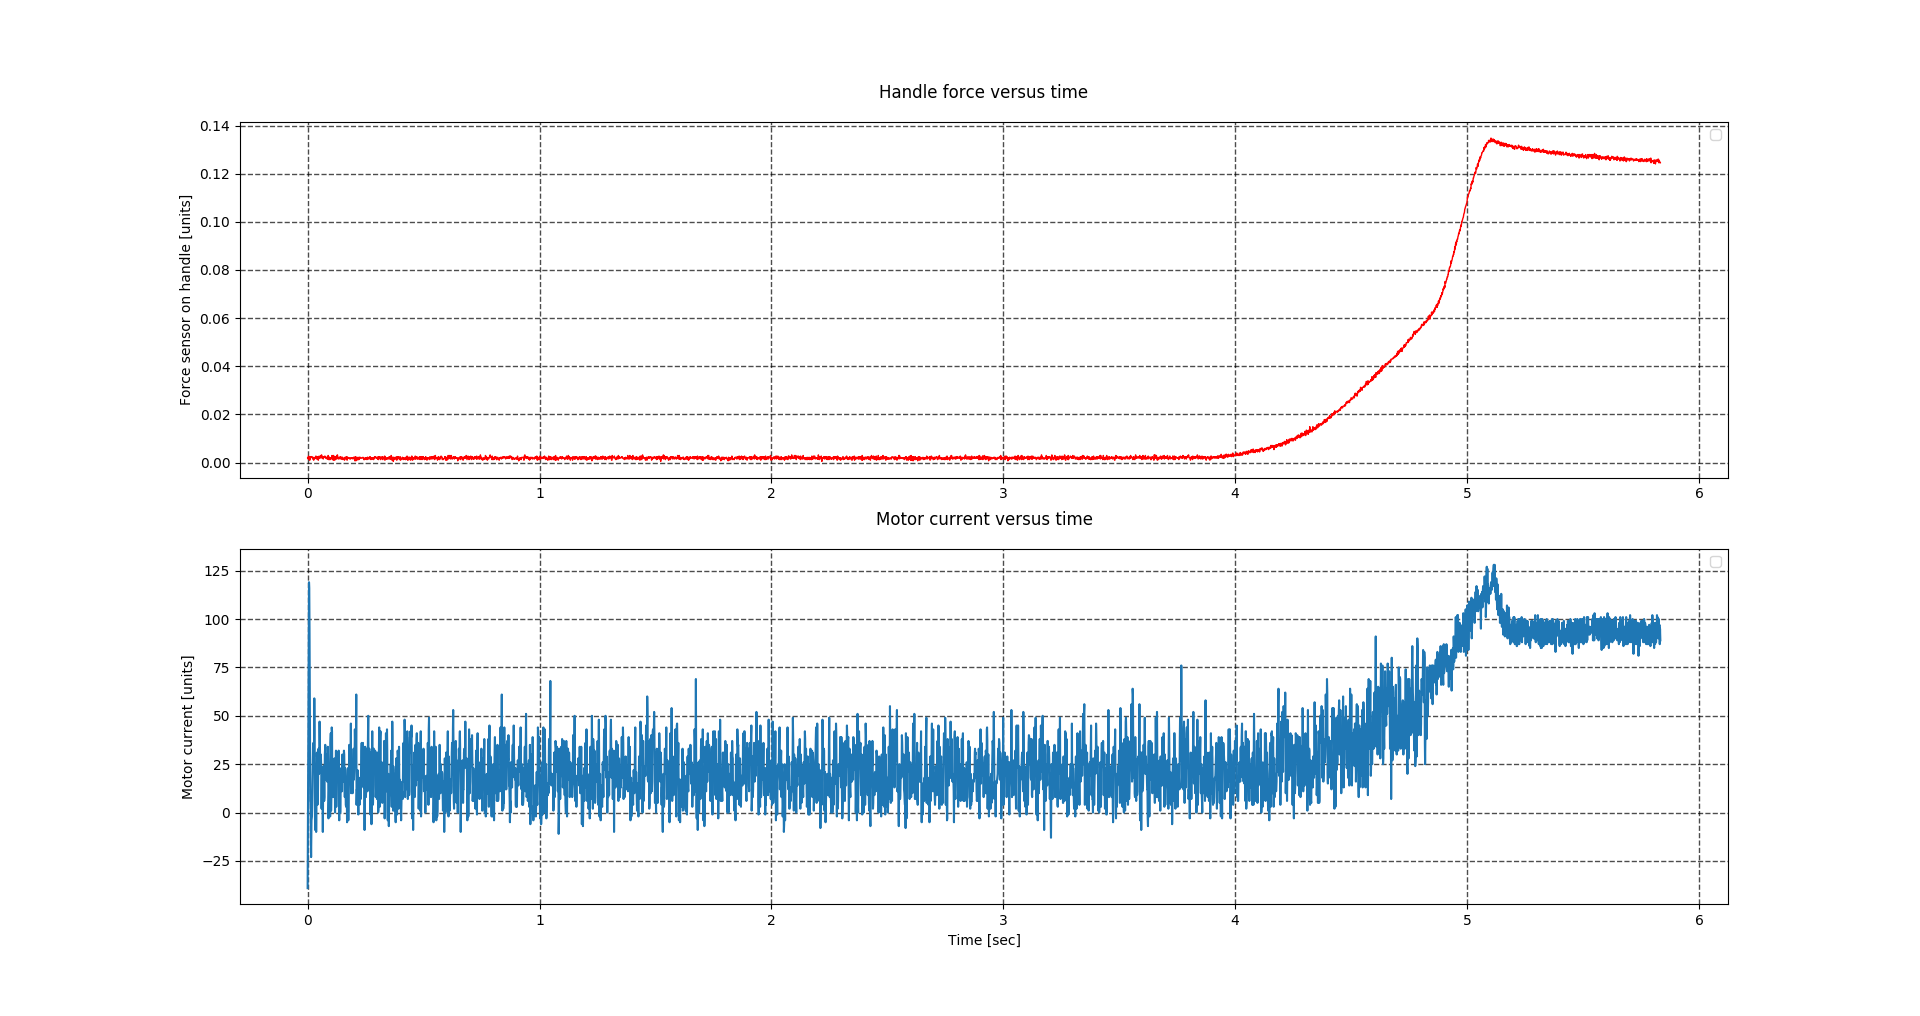 Handle force versus time
Force sensor on handle [units]
0.14
0.12
0.10
0.08
0.06
0.04
0.02
0.00
0 1 2 3 4 5 6
Motor current versus time
Motor current [units]
125
100
75
50
25
0
−25
0 1 2 3 4 5 6
Time [sec]